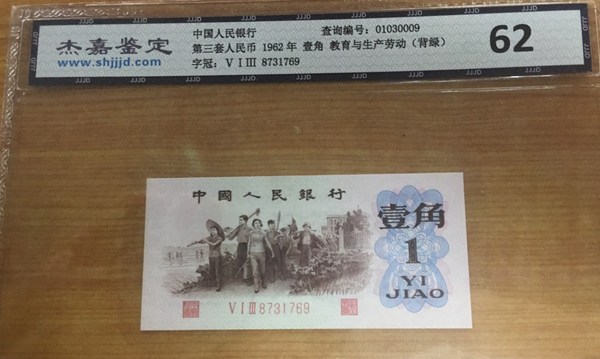 杰嘉鉴定
www.shjjjd.com
中国人民银行
查询编号：01030009
第三套人民币 1962 年 壹角 教育与生产劳动（背绿）
字冠：V I III 8731769
62
中國人民銀行
壹角
1
YI
JIAO
V I III 8731769